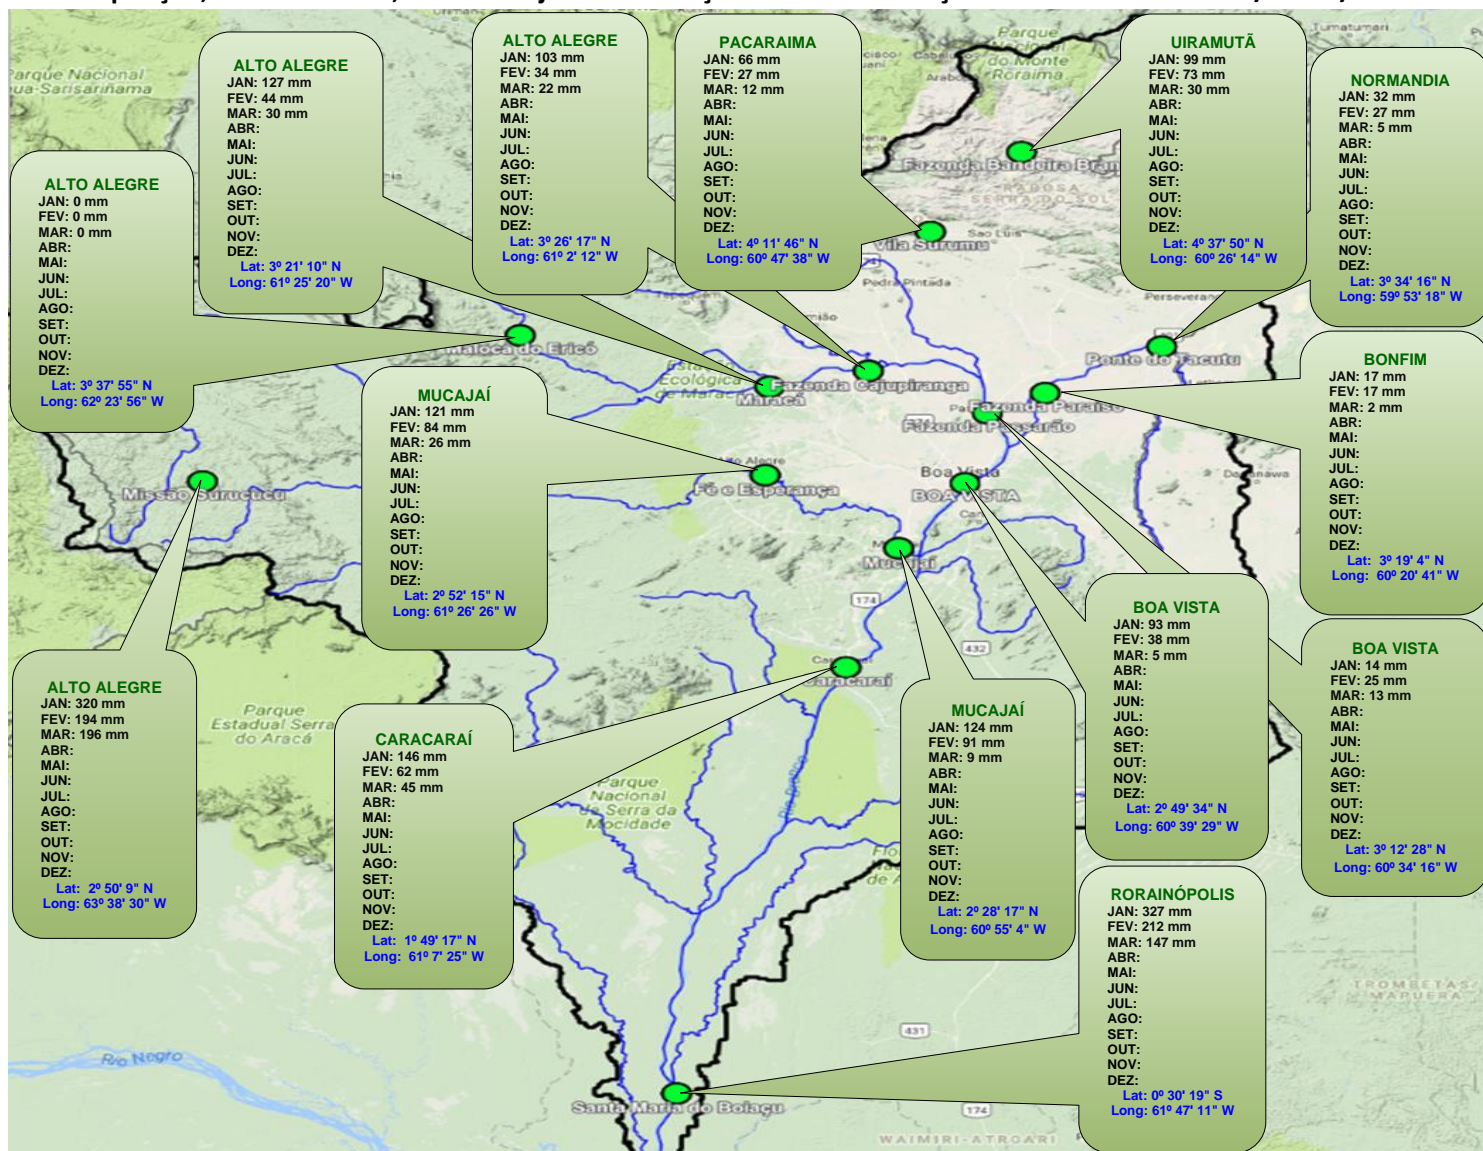 ALTO ALEGRE
JAN: 0 mm
FEV: 0 mm
MAR: 0 mm
ABR:
MAI:
JUN:
JUL:
AGO:
SET:
OUT:
NOV:
DEZ:
Lat: 3º 37' 55" N
Long: 62º 23' 56" W
ALTO ALEGRE
JAN: 127 mm
FEV: 44 mm
MAR: 30 mm
ABR:
MAI:
JUN:
JUL:
AGO:
SET:
OUT:
NOV:
DEZ:
Lat: 3º 21' 10" N
Long: 61º 25' 20" W
ALTO ALEGRE
JAN: 103 mm
FEV: 34 mm
MAR: 22 mm
ABR:
MAI:
JUN:
JUL:
AGO:
SET:
OUT:
NOV:
DEZ:
Lat: 3º 26' 17" N
Long: 61º 2' 12" W
PACARAIMA
JAN: 66 mm
FEV: 27 mm
MAR: 12 mm
ABR:
MAI:
JUN:
JUL:
AGO:
SET:
OUT:
NOV:
DEZ:
Lat: 4º 11' 46" N
Long: 60º 47' 38" W
UIRAMUTÃ
JAN: 99 mm
FEV: 73 mm
MAR: 30 mm
ABR:
MAI:
JUN:
JUL:
AGO:
SET:
OUT:
NOV:
DEZ:
Lat: 4º 37' 50" N
Long: 60º 26' 14" W
NORMANDIA
JAN: 32 mm
FEV: 27 mm
MAR: 5 mm
ABR:
MAI:
JUN:
JUL:
AGO:
SET:
OUT:
NOV:
DEZ:
Lat: 3º 34' 16" N
Long: 59º 53' 18" W
MUCAJAÍ
JAN: 121 mm
FEV: 84 mm
MAR: 26 mm
ABR:
MAI:
JUN:
JUL:
AGO:
SET:
OUT:
NOV:
DEZ:
Lat: 2º 52' 15" N
Long: 61º 26' 26" W
BONFIM
JAN: 17 mm
FEV: 17 mm
MAR: 2 mm
ABR:
MAI:
JUN:
JUL:
AGO:
SET:
OUT:
NOV:
DEZ:
Lat: 3º 19' 4" N
Long: 60º 20' 41" W
ALTO ALEGRE
JAN: 320 mm
FEV: 194 mm
MAR: 196 mm
ABR:
MAI:
JUN:
JUL:
AGO:
SET:
OUT:
NOV:
DEZ:
Lat: 2º 50' 9" N
Long: 63º 38' 30" W
CARACARAÍ
JAN: 146 mm
FEV: 62 mm
MAR: 45 mm
ABR:
MAI:
JUN:
JUL:
AGO:
SET:
OUT:
NOV:
DEZ:
Lat: 1º 49' 17" N
Long: 61º 7' 25" W
MUCAJAÍ
JAN: 124 mm
FEV: 91 mm
MAR: 9 mm
ABR:
MAI:
JUN:
JUL:
AGO:
SET:
OUT:
NOV:
DEZ:
Lat: 2º 28' 17" N
Long: 60º 55' 4" W
BOA VISTA
JAN: 93 mm
FEV: 38 mm
MAR: 5 mm
ABR:
MAI:
JUN:
JUL:
AGO:
SET:
OUT:
NOV:
DEZ:
Lat: 2º 49' 34" N
Long: 60º 39' 29" W
BOA VISTA
JAN: 14 mm
FEV: 25 mm
MAR: 13 mm
ABR:
MAI:
JUN:
JUL:
AGO:
SET:
OUT:
NOV:
DEZ:
Lat: 3º 12' 28" N
Long: 60º 34' 16" W
RORAINÓPOLIS
JAN: 327 mm
FEV: 212 mm
MAR: 147 mm
ABR:
MAI:
JUN:
JUL:
AGO:
SET:
OUT:
NOV:
DEZ:
Lat: 0º 30' 19" S
Long: 61º 47' 11" W
Parque Nacional
Parque
do Monte
Roraima
Tumatumari
Fazenda Bandeira
RAPOSA
SERRA DO SOL
Vila Surumu
Sao Luis
Pedra Pintada
Maloca do Ericó
Ponte do Tacutu
Ecológica
Fazenda Cajupiranga
Maracá
Fazenda Paraíso
Fazenda Passarão
Fé e Esperança
Boa Vista
BOA VISTA
Missão Surucucu
Mucajaí
174
432
Caracaraí
Parque
Estadual Serra
do Aracá
Parque
Nacional
da Serra da
Mocidade
Rio Branco
Rio Negro
431
TROMBETAS/
MAPUERA
Santa Maria do Boiaçu
174
WAIMIRI-ATROARI